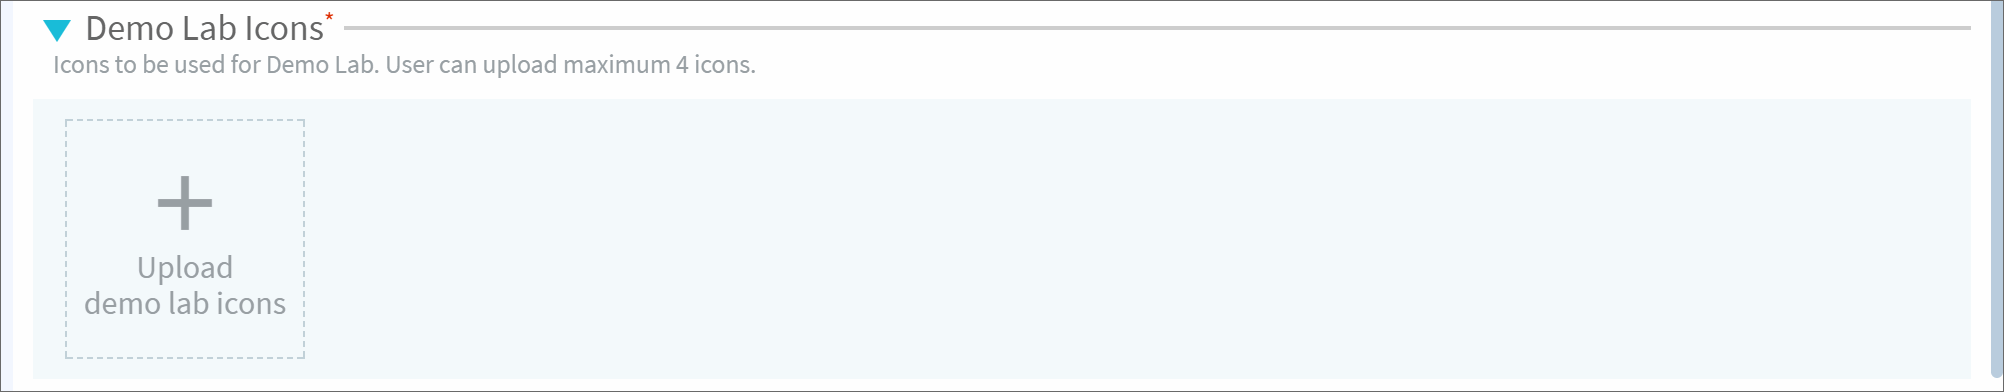 Demo Lab Icons*
Icons to be used for Demo Lab. User can upload maximum 4 icons.
Upload
demo lab icons